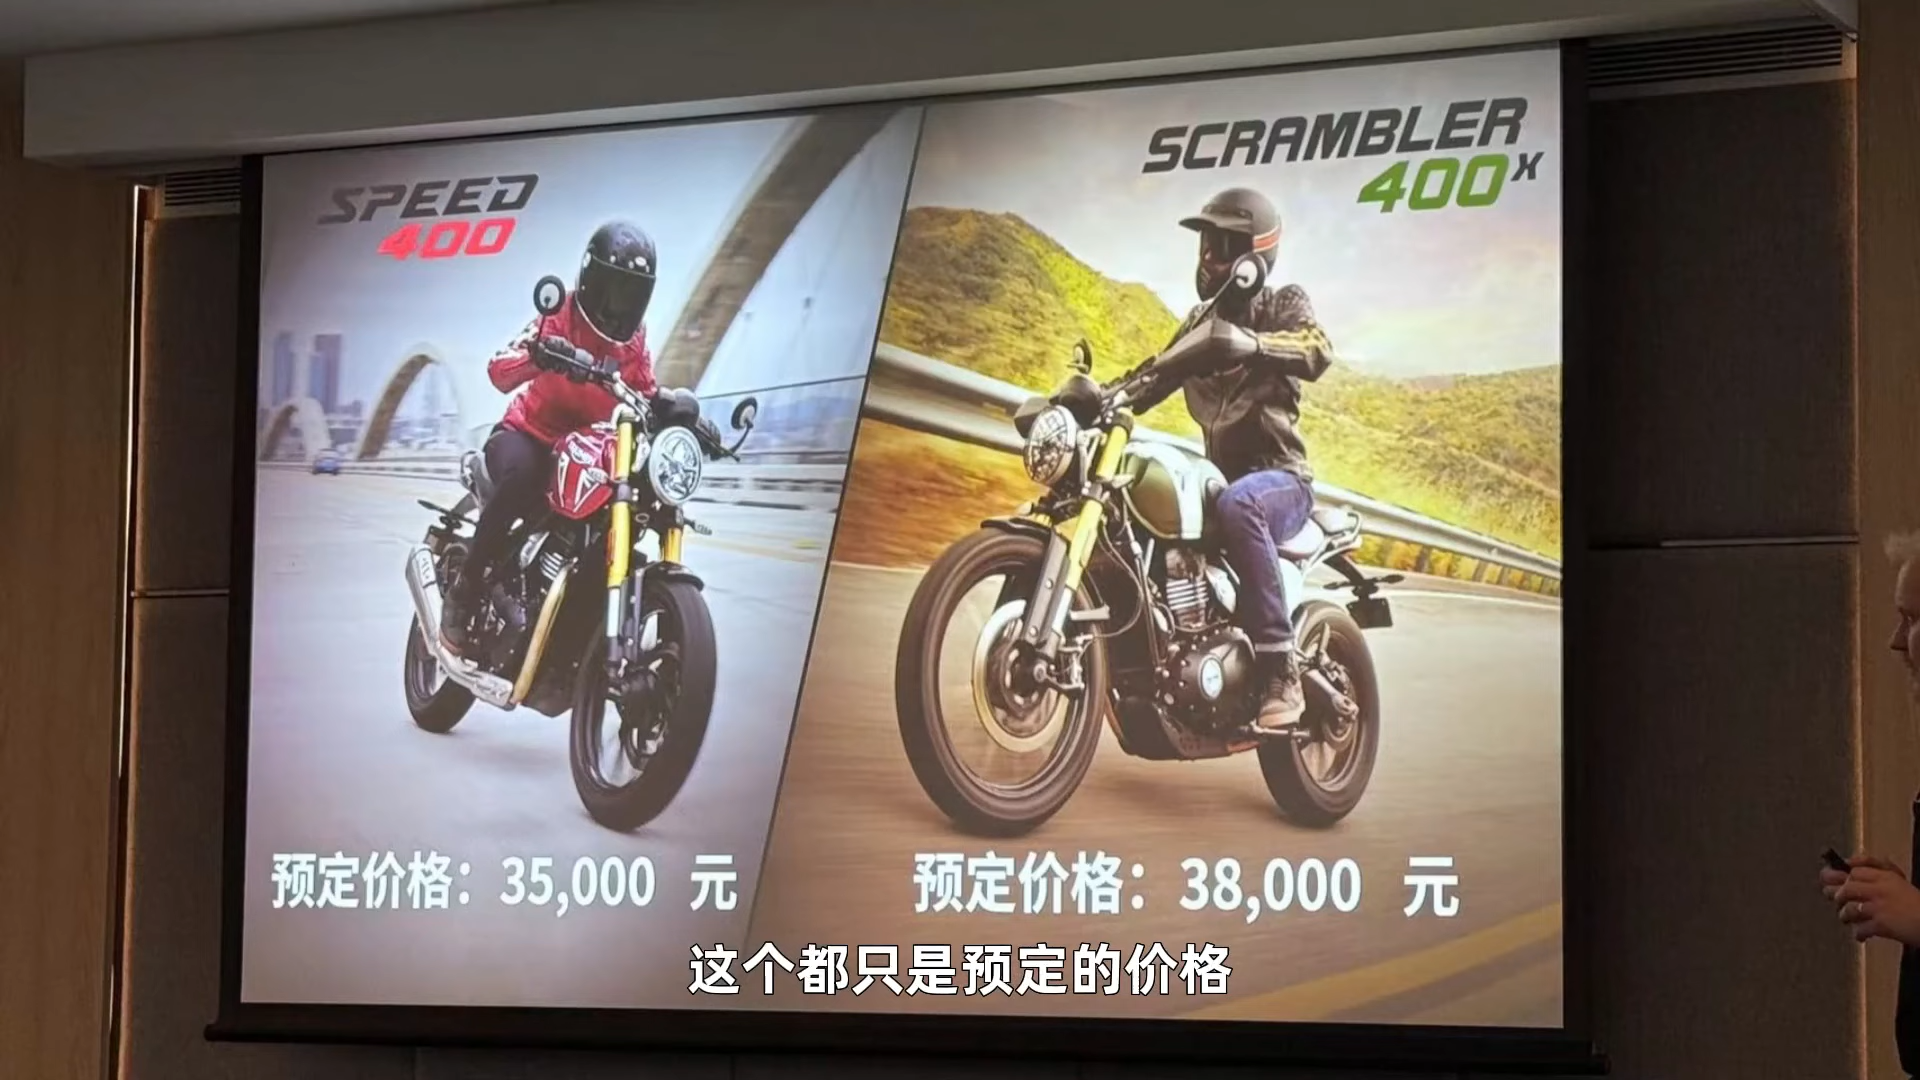 SPEED
400
SCRAMBLER
400X
预定价格：35,000 元
预定价格：38,000 元
这个都只是预定的价格